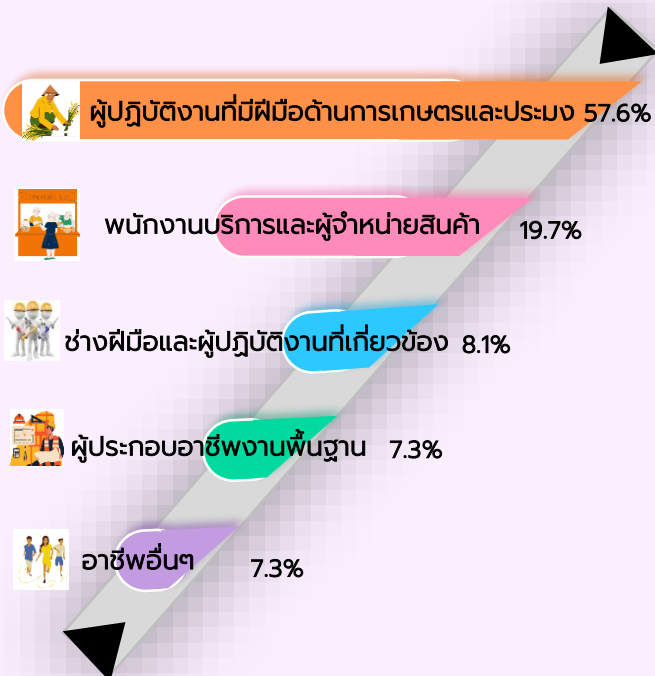 ผู้ปฏิบัติงานที่มีฝีมือด้านการเกษตรและประมง 57.6%
พนักงานบริการและผู้จำหน่ายสินค้า 19.7%
ช่างฝีมือและผู้ปฏิบัติงานที่เกี่ยวข้อง 8.1%
ผู้ประกอบอาชีพงานพื้นฐาน 7.3%
อาชีพอื่นๆ 7.3%